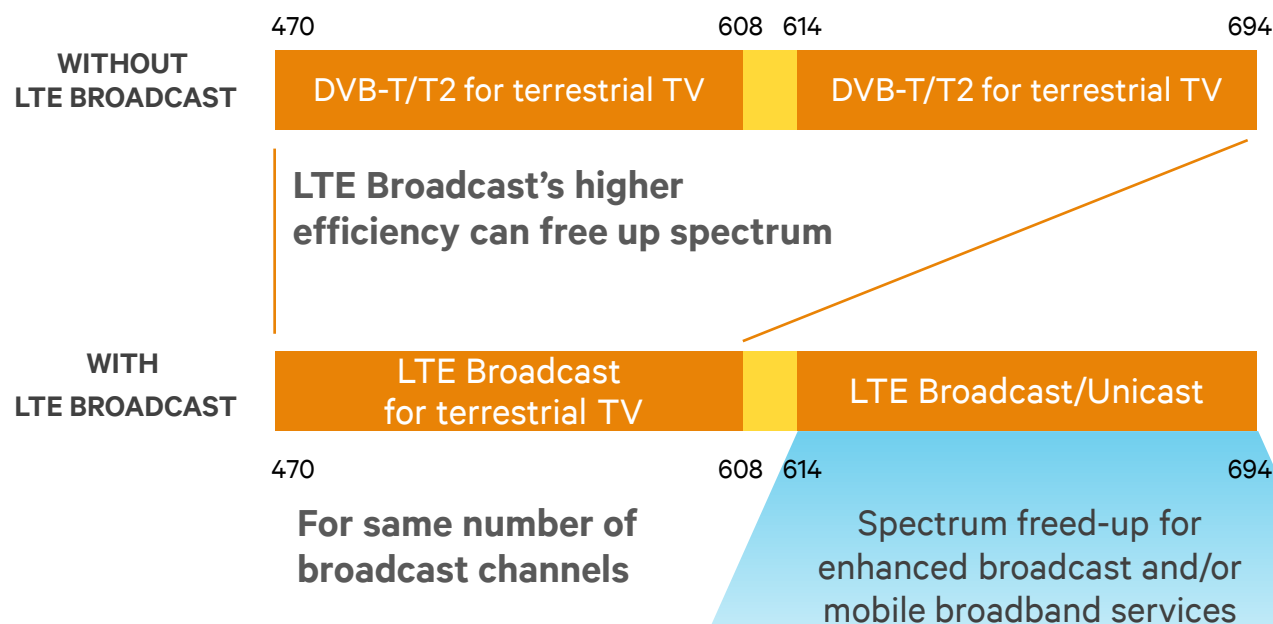 470 608 614 694
WITHOUT
LTE BROADCAST
DVB-T/T2 for terrestrial TV
DVB-T/T2 for terrestrial TV
LTE Broadcast’s higher
efficiency can free up spectrum
WITH
LTE BROADCAST
LTE Broadcast
for terrestrial TV
LTE Broadcast/Unicast
470 608 614 694
For same number of
broadcast channels
Spectrum freed-up for
enhanced broadcast and/or
mobile broadband services